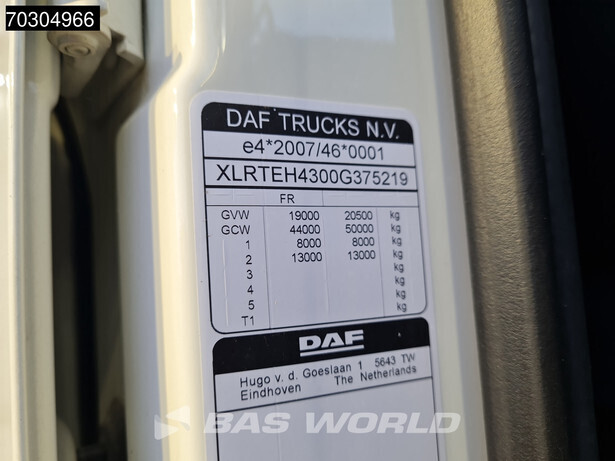 70304966
DAF TRUCKS N.V.
e4*2007/46*0001
XLRTEH4300G375219
FR
GVW 19000 20500 kg
GCW 44000 50000 kg
1 8000 8000 kg
2 13000 13000 kg
3 kg
4 kg
5 kg
T1
DAF
Hugo v. d. Goeslaan 1 5643 TW
Eindhoven The Netherlands
BAS WORLD